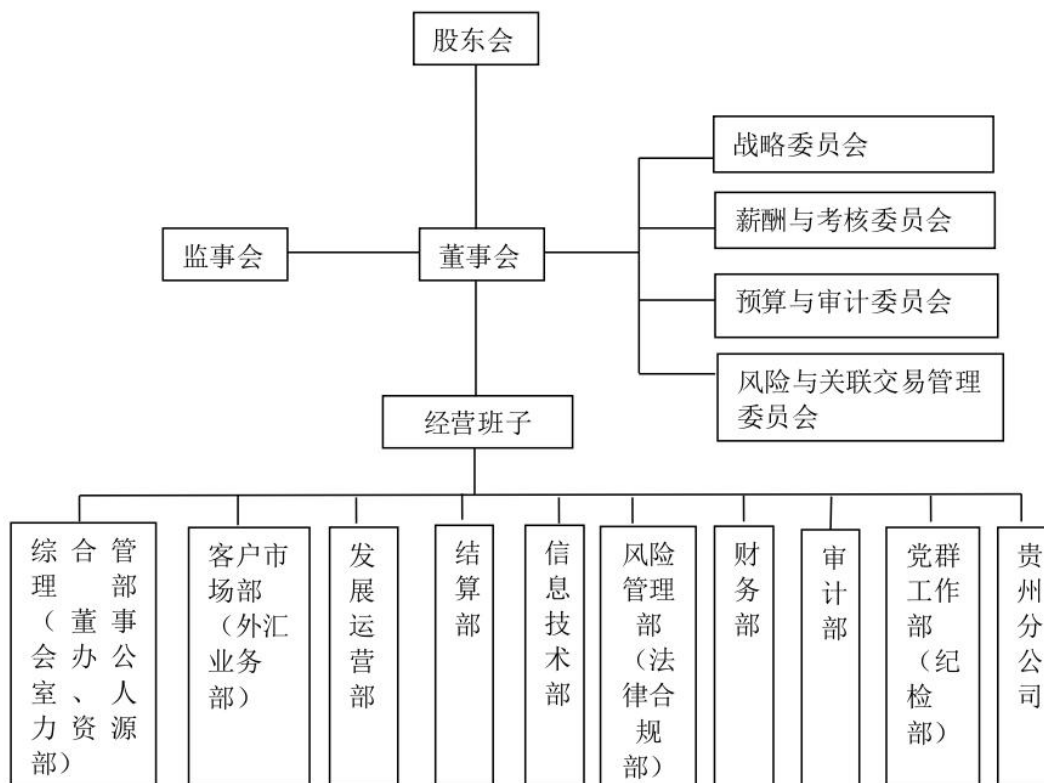 股东会
战略委员会
薪酬与考核委员会
监事会
董事会
预算与审计委员会
风险与关联交易管理
委员会
经营班子
综合管
理部
（董事
会办公
室、人
力资源
部）
客户市
场部
（外汇
业务
部）
发
展
运
营
部
结
算
部
信
息
技
术
部
风险
管理
部
（法
律合
规
部）
财
务
部
审
计
部
党群
工作
部
（纪
检
部）
贵
州
分
公
司